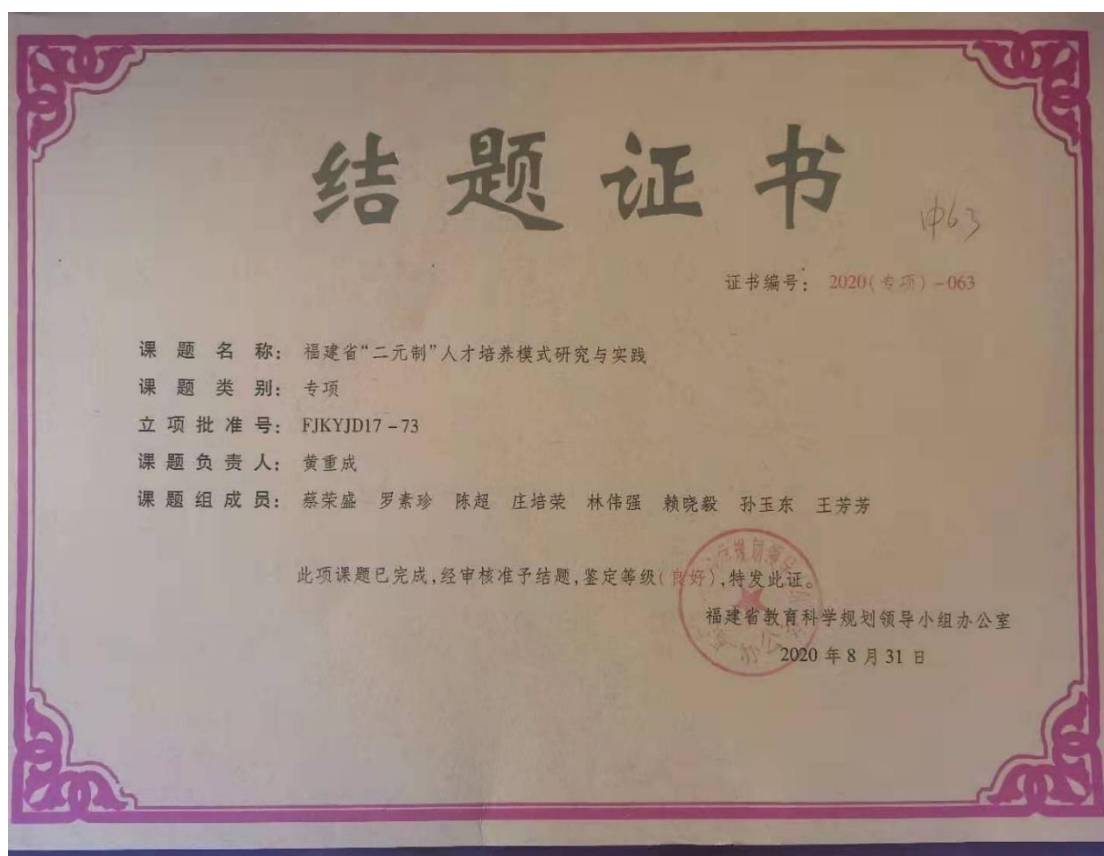 结题证书
中63
证书编号： 2020(专项)-063
课题名称： 福建省“二元制”人才培养模式研究与实践
课题类别： 专项
立项批准号： FJKYJD17-73
课题负责人： 黄重成
课题组成员： 蔡荣盛 罗素珍 陈超 庄培荣 林伟强 赖晓毅 孙玉东 王芳芳
此项课题已完成,经审核准予结题,鉴定等级(良好),特发此证。
福建省教育科学规划领导小组办公室
2020年8月31日